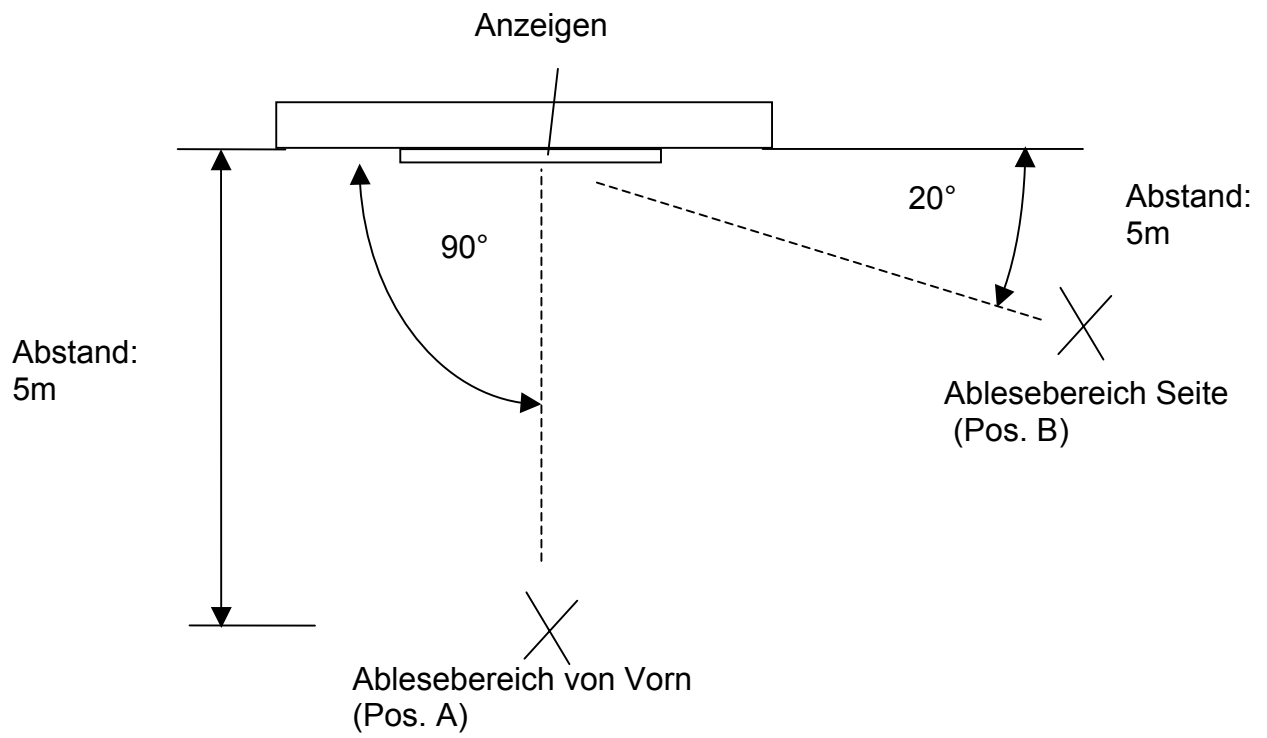 Anzeigen
90°
20°
Abstand:
5m
Abstand:
5m
Ablesebereich Seite
(Pos. B)
Ablesebereich von Vorn
(Pos. A)